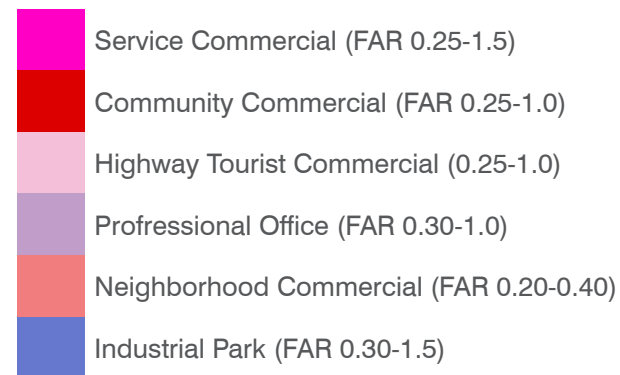 Service Commercial (FAR 0.25-1.5)
Community Commercial (FAR 0.25-1.0)
Highway Tourist Commercial (0.25-1.0)
Profressional Office (FAR 0.30-1.0)
Neighborhood Commercial (FAR 0.20-0.40)
Industrial Park (FAR 0.30-1.5)